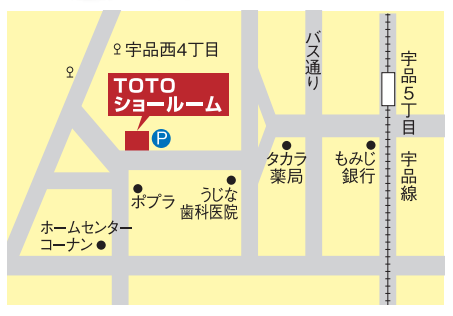 宇品西4丁目
TOTO
ショールーム
P
バス通り
宇品5丁目
宇品線
タカラ
薬局
もみじ
銀行
ポプラ
うじな
歯科医院
ホームセンター
コーナン